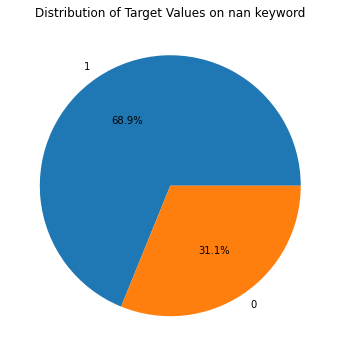 Distribution of Target Values on nan keyword
1
68.9%
31.1%
0